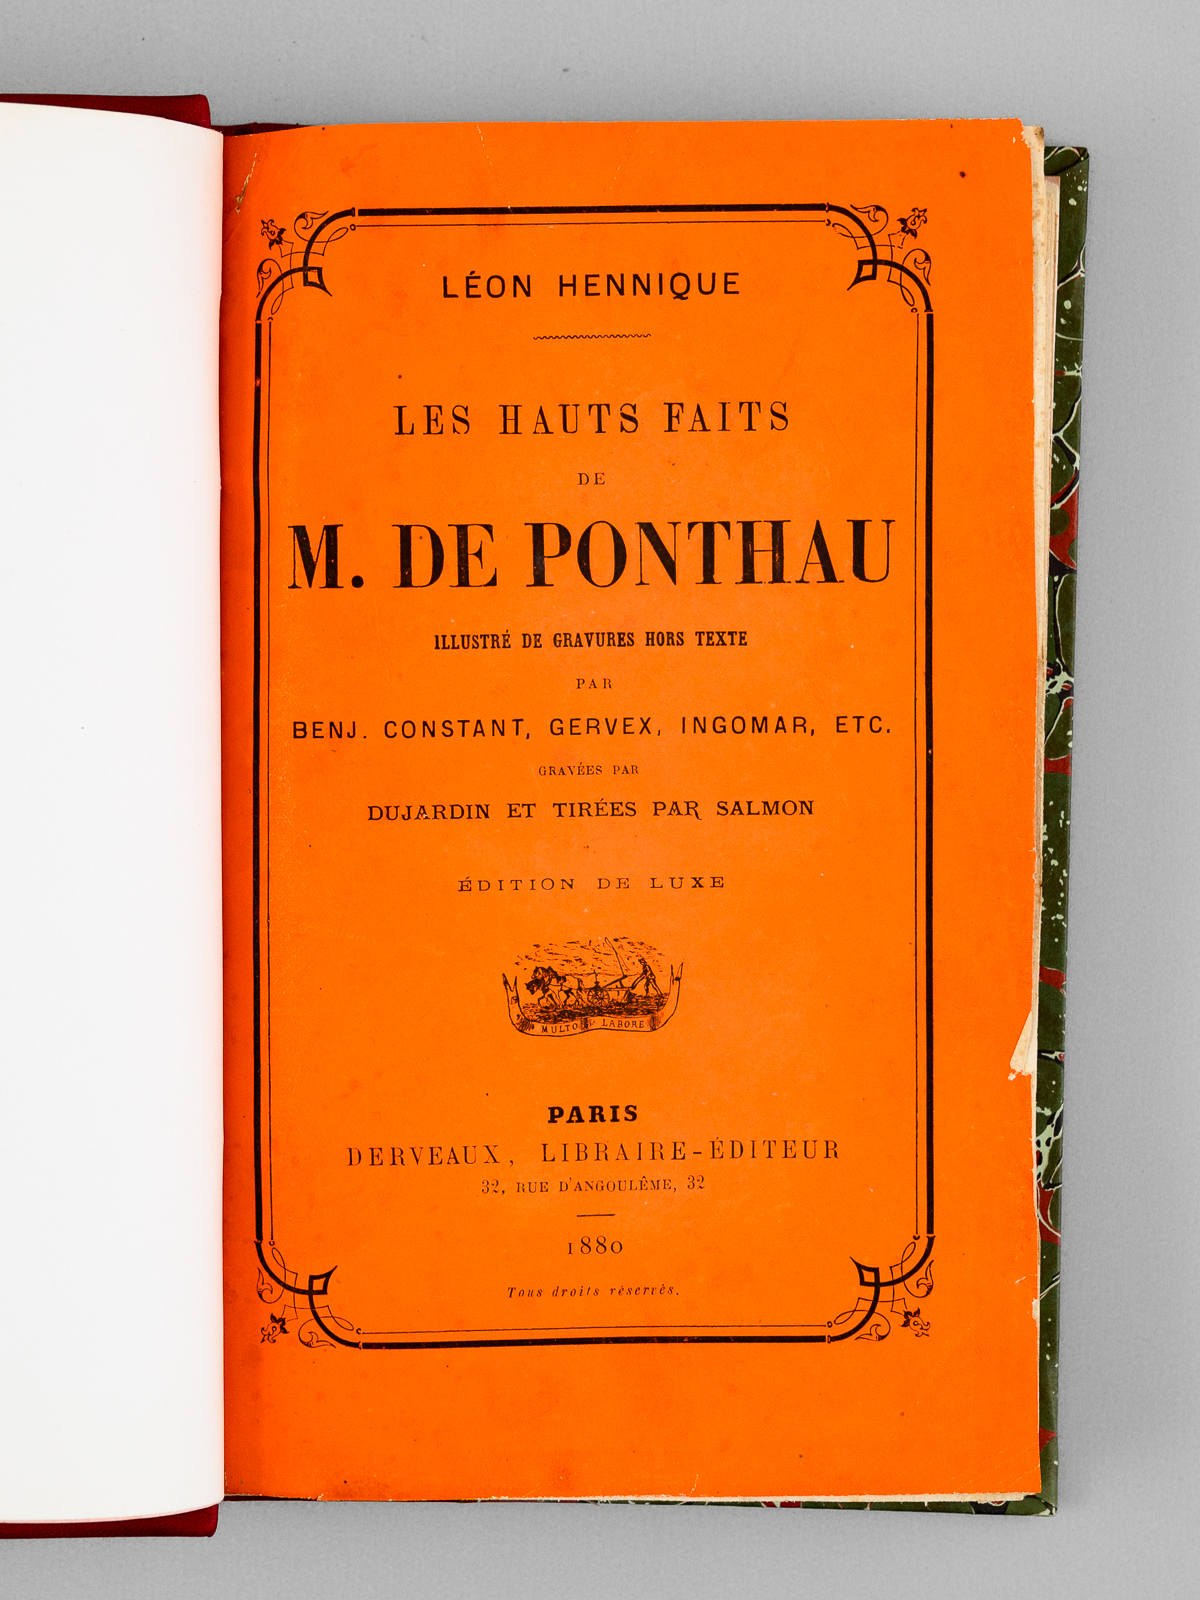 LÉON HENNIQUE
LES HAUTS FAITS
DE
M. DE PONTHAU
ILLUSTRÉ DE GRAVURES HORS TEXTE
PAR
BENJ. CONSTANT, GERVEX, INGOMAR, ETC.
GRAVÉES PAR
DUJARDIN ET TIRÉES PAR SALMON
ÉDITION DE LUXE
MULTO LABORE
PARIS
DERVEAUX, LIBRAIRE-ÉDITEUR
32, RUE D'ANGOULÊME, 32
1880
Tous droits réservés.